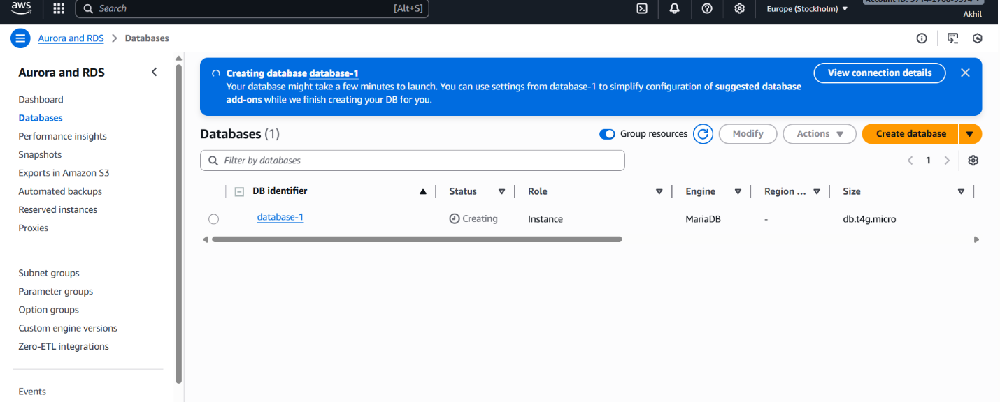 aws
Search [Alt+S]
Europe (Stockholm)
Akhil
Aurora and RDS > Databases
Aurora and RDS
Dashboard
Databases
Performance insights
Snapshots
Exports in Amazon S3
Automated backups
Reserved instances
Proxies
Subnet groups
Parameter groups
Option groups
Custom engine versions
Zero-ETL integrations
Events
Creating database database-1
Your database might take a few minutes to launch. You can use settings from database-1 to simplify configuration of suggested database
add-ons while we finish creating your DB for you.
View connection details
Databases (1)
Group resources
Modify
Actions
Create database
Filter by databases
1
DB identifier Status Role Engine Region ... Size
database-1 Creating Instance MariaDB - db.t4g.micro